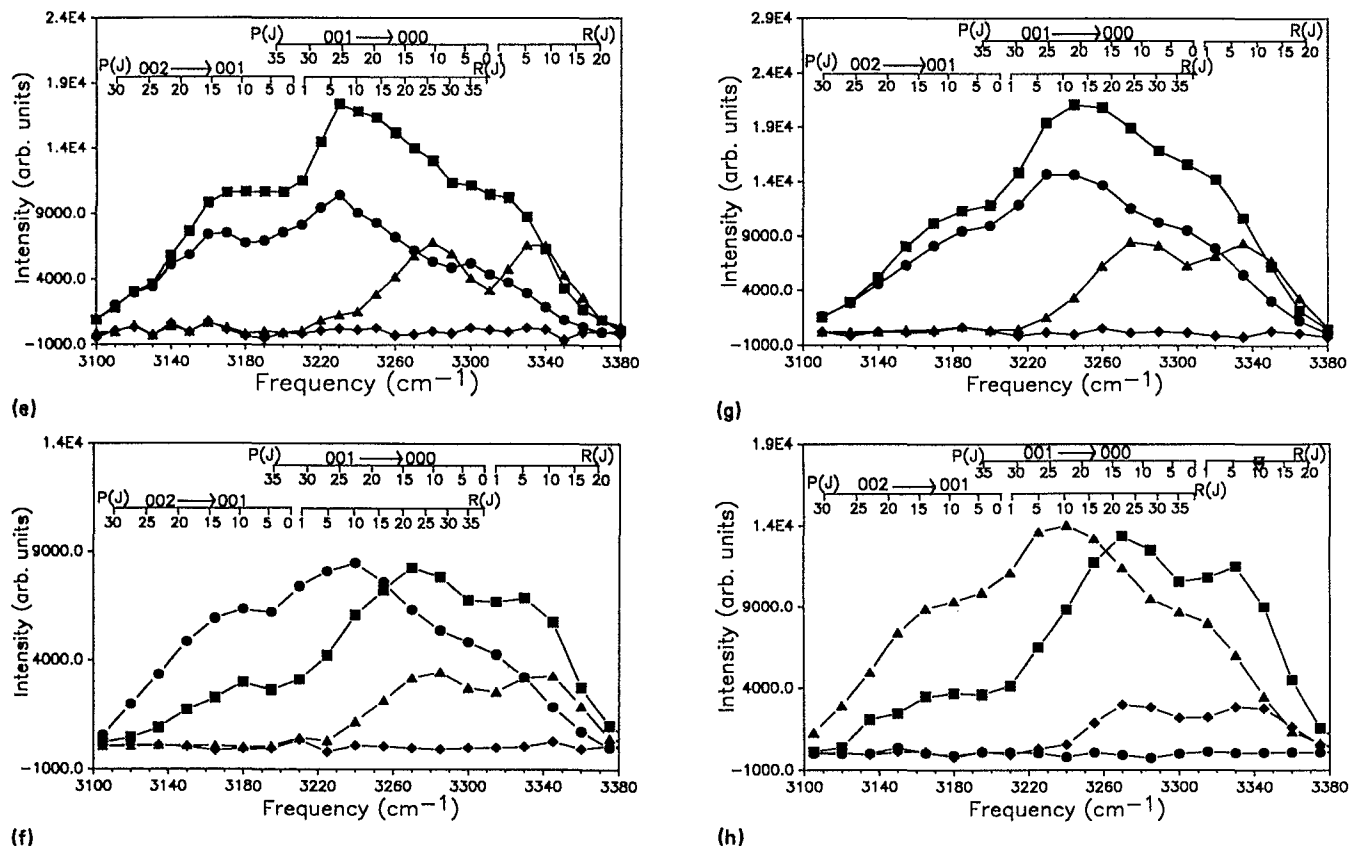 2.4E4
P(J) 001 → 000 R(J)
35 30 25 20 15 10 5 0 1 5 10 15 20
P(J) 002 → 001 R(J)
30 25 20 15 10 5 0 1 5 10 15 20 25 30 35
1.9E4
1.4E4
9000.0
4000.0
−1000.0
Intensity (arb. units)
3100 3140 3180 3220 3260 3300 3340 3380
Frequency (cm⁻¹)
(e)
2.9E4
P(J) 001 → 000 R(J)
35 30 25 20 15 10 5 0 1 5 10 15 20
P(J) 002 → 001 R(J)
30 25 20 15 10 5 0 1 5 10 15 20 25 30 35
2.4E4
1.9E4
1.4E4
9000.0
4000.0
−1000.0
Intensity (arb. units)
3100 3140 3180 3220 3260 3300 3340 3380
Frequency (cm⁻¹)
(g)
1.4E4
P(J) 001 → 000 R(J)
35 30 25 20 15 10 5 0 1 5 10 15 20
P(J) 002 → 001 R(J)
30 25 20 15 10 5 0 1 5 10 15 20 25 30 35
9000.0
4000.0
−1000.0
Intensity (arb. units)
3100 3140 3180 3220 3260 3300 3340 3380
Frequency (cm⁻¹)
(f)
1.9E4
P(J) 001 → 000 R(J)
35 30 25 20 15 10 5 0 1 5 10 15 20
P(J) 002 → 001 R(J)
30 25 20 15 10 5 0 1 5 10 15 20 25 30 35
1.4E4
9000.0
4000.0
−1000.0
Intensity (arb. units)
3100 3140 3180 3220 3260 3300 3340 3380
Frequency (cm⁻¹)
(h)